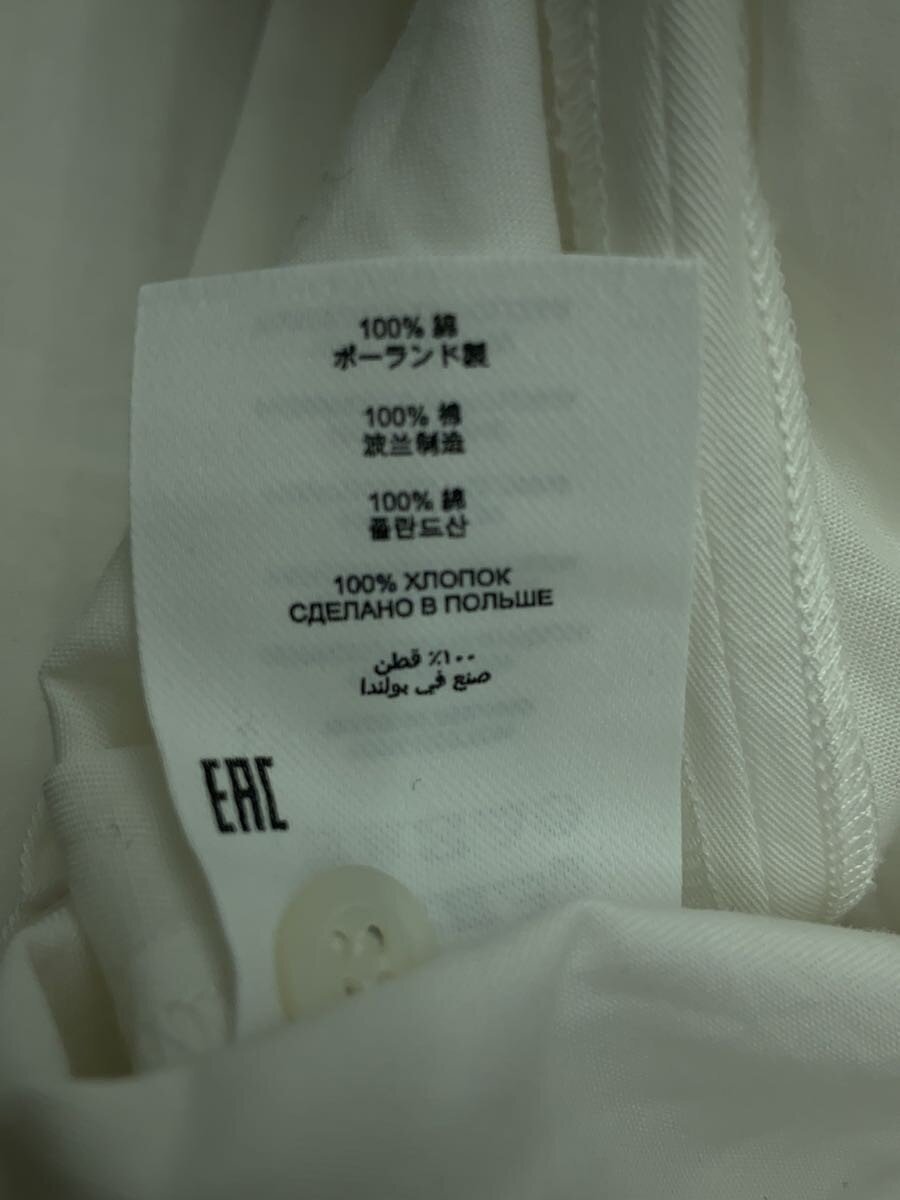 100% 綿
ポーランド製
100% 棉
波兰制造
100% 綿
폴란드산
100% ХЛОПОК
СДЕЛАНО В ПОЛЬШЕ
١٠٠٪ قطن
صنع في بولندا
EAC